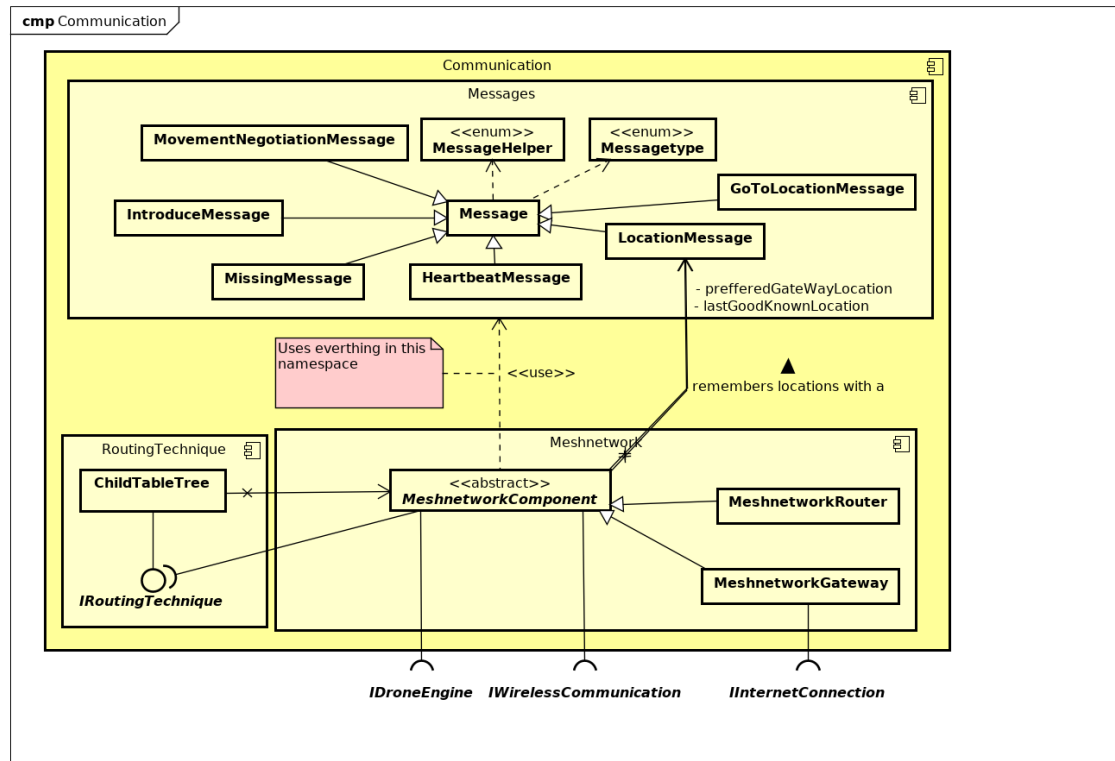 cmp Communication
Communication
Messages
MovementNegotiationMessage
<<enum>>
MessageHelper
<<enum>>
Messagetype
GoToLocationMessage
IntroduceMessage
Message
LocationMessage
MissingMessage
HeartbeatMessage
- prefferedGateWayLocation
- lastGoodKnownLocation
Uses everthing in this
namespace
<<use>>
remembers locations with a
RoutingTechnique
Meshnetwork
ChildTableTree
<<abstract>>
MeshnetworkComponent
MeshnetworkRouter
MeshnetworkGateway
IRoutingTechnique
IDroneEngine
IWirelessCommunication
IInternetConnection